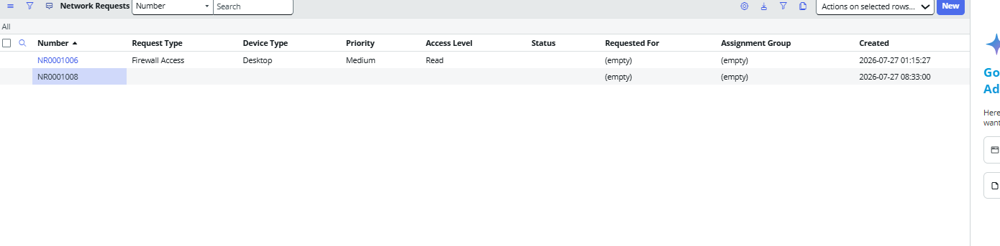 Network Requests Number Search Actions on selected rows... New
All
Number Request Type Device Type Priority Access Level Status Requested For Assignment Group Created
NR0001006 Firewall Access Desktop Medium Read (empty) (empty) 2026-07-27 01:15:27
NR0001008 (empty) (empty) 2026-07-27 08:33:00
Go
Ad
Here
want